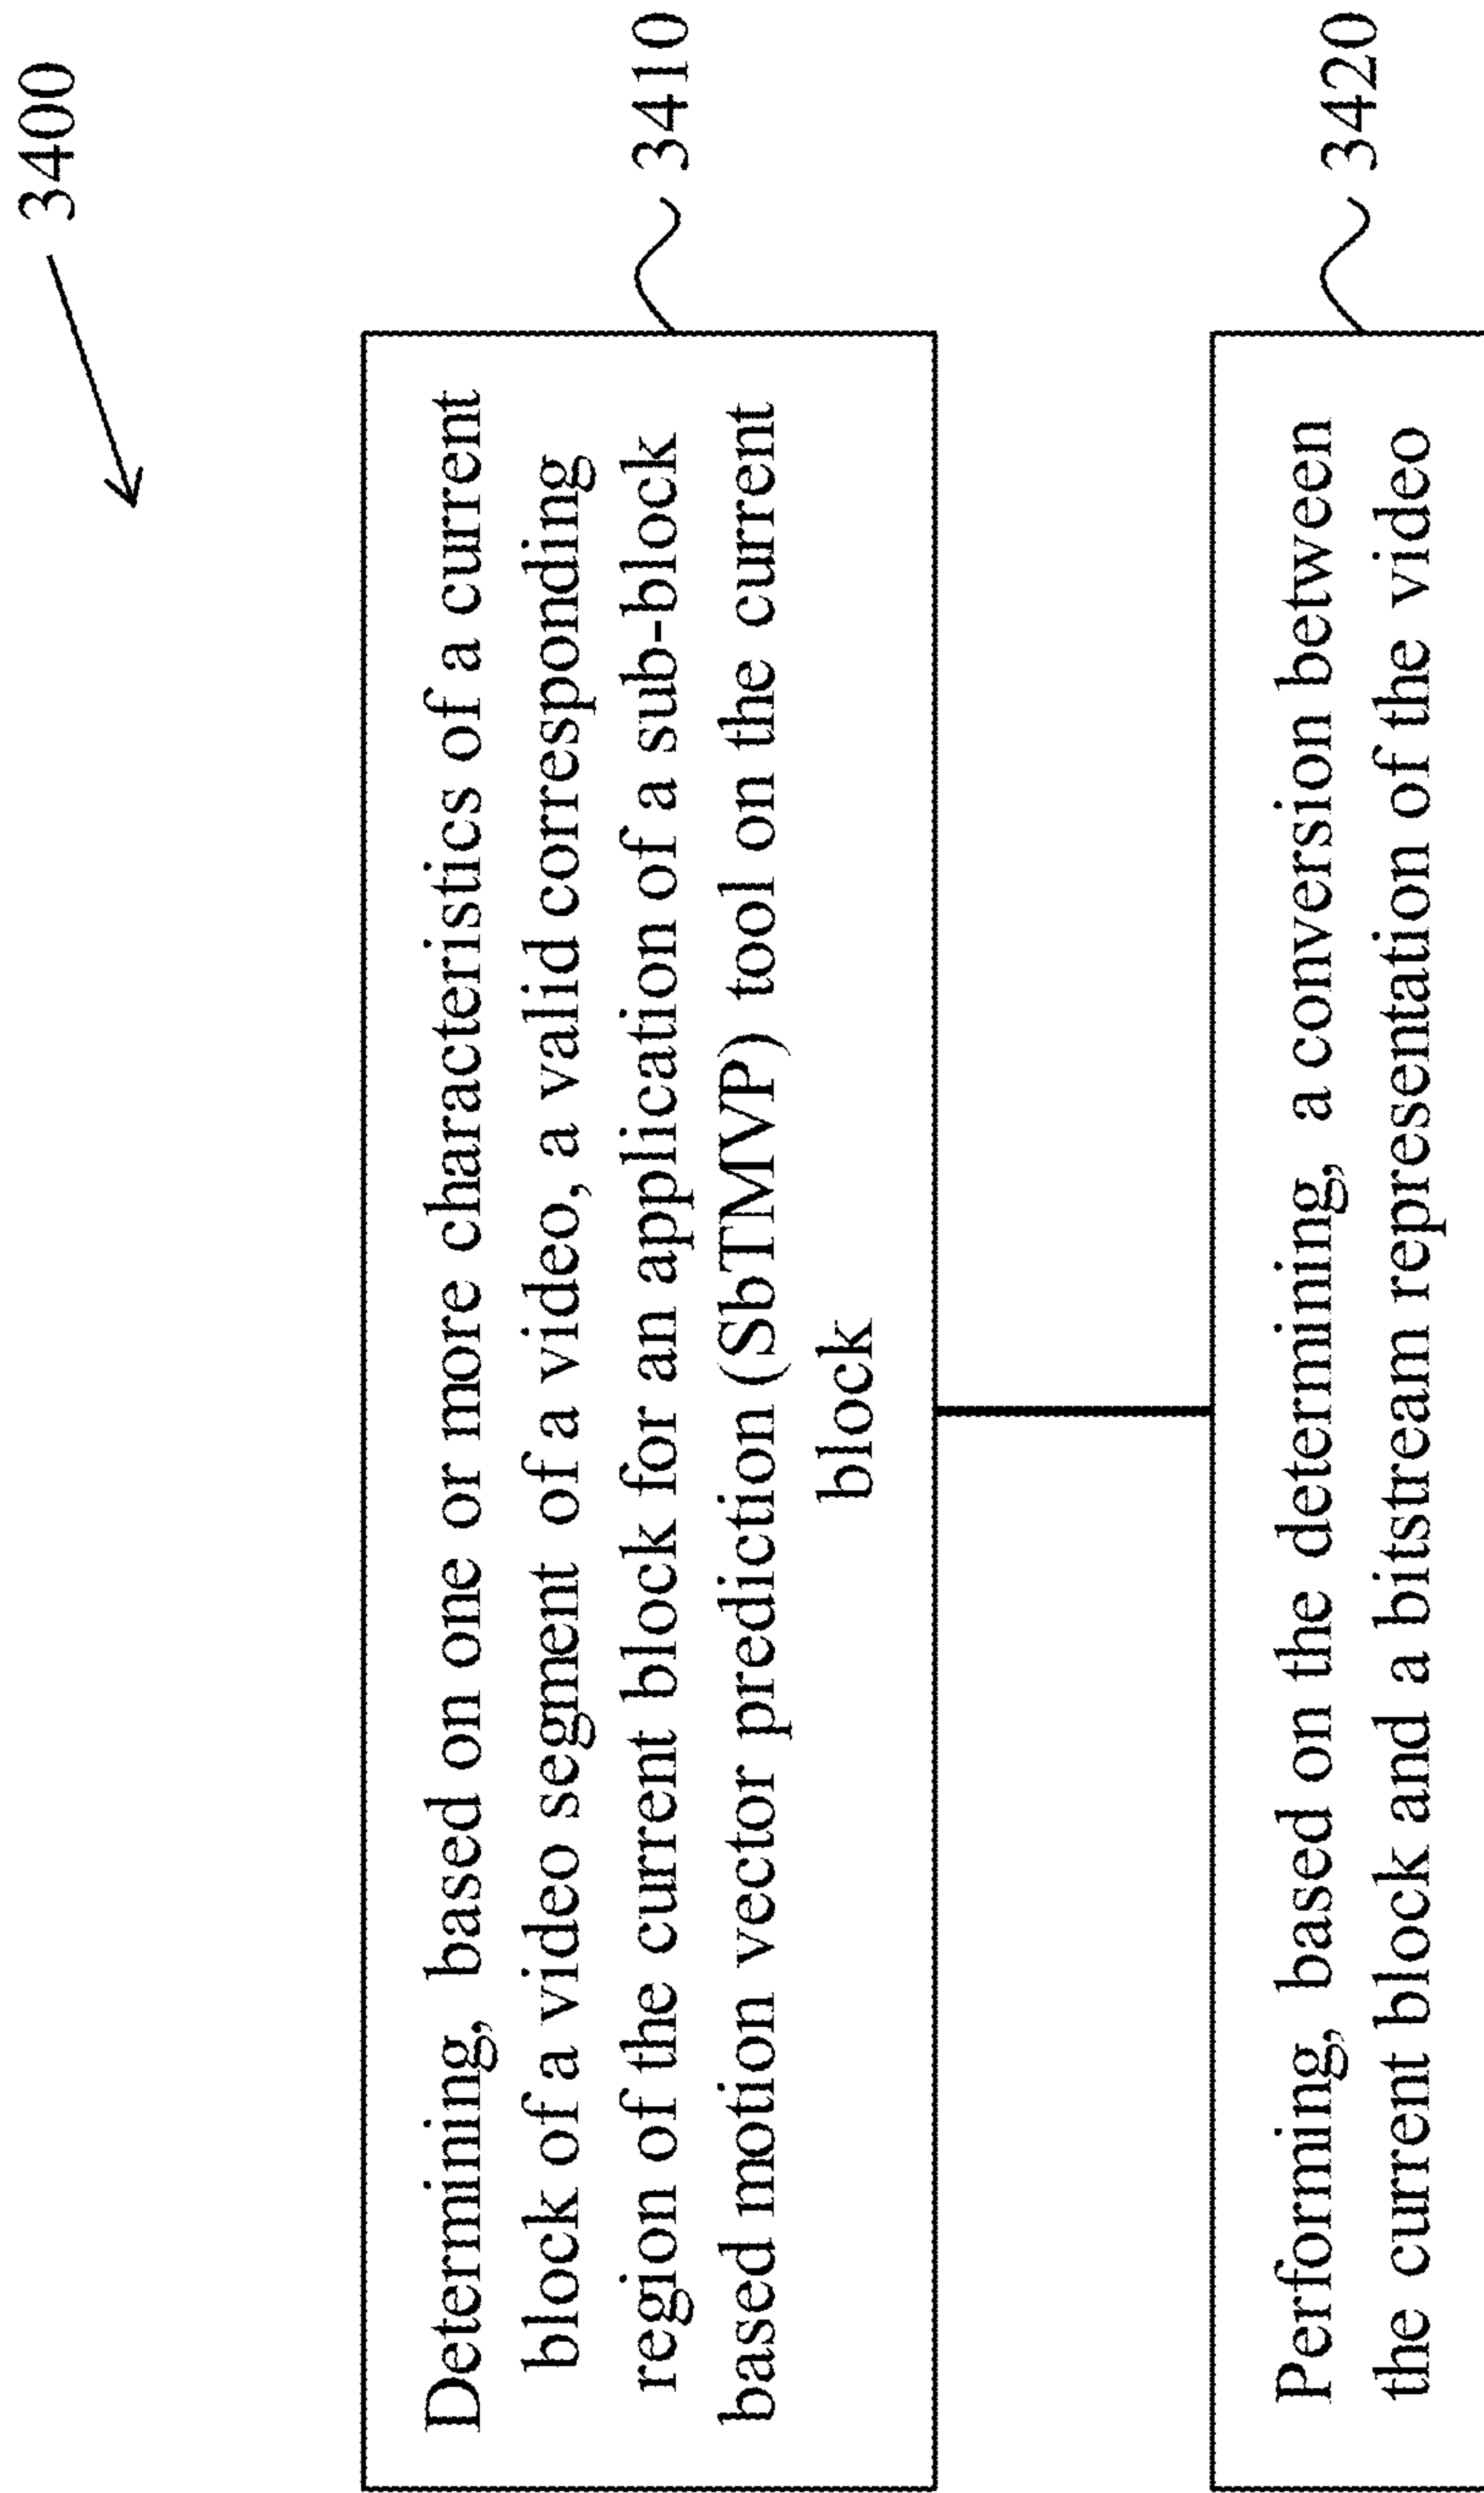 3400
Determining, based on one or more characteristics of a current
block of a video segment of a video, a valid corresponding
region of the current block for an application of a sub-block
based motion vector prediction (SbTMVP) tool on the current
block
3410
Performing, based on the determining, a conversion between
the current block and a bitstream representation of the video
3420